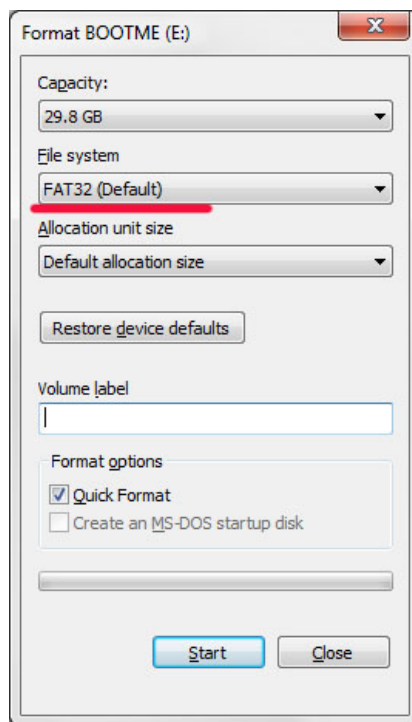 Format BOOTME (E:)
Capacity:
29.8 GB
File system
FAT32 (Default)
Allocation unit size
Default allocation size
Restore device defaults
Volume label
Format options
Quick Format
Create an MS-DOS startup disk
Start
Close